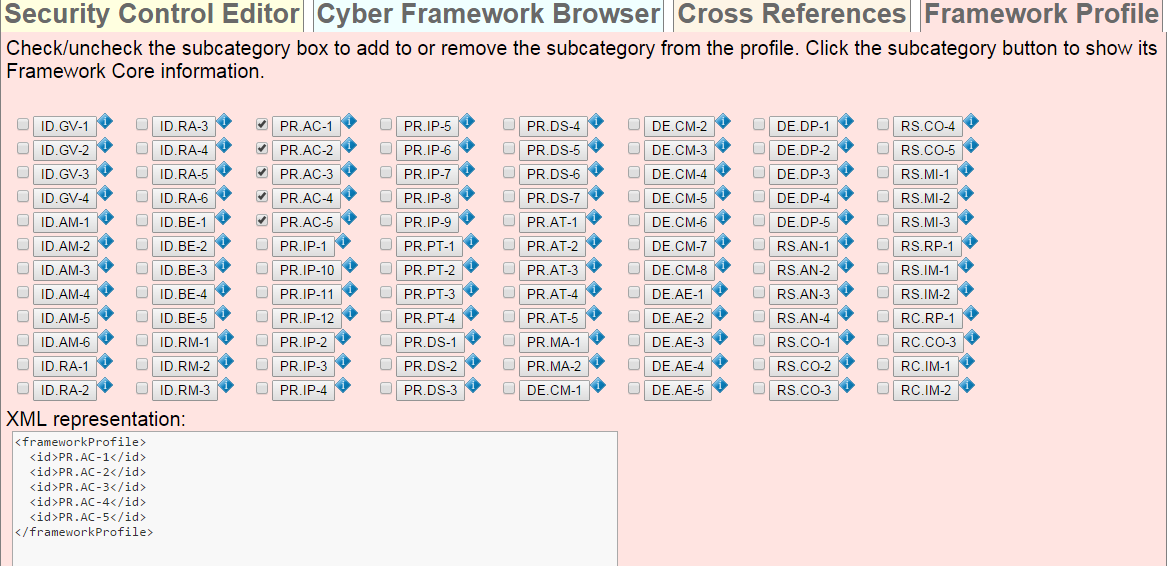 Security Control Editor Cyber Framework Browser Cross References Framework Profile
Check/uncheck the subcategory box to add to or remove the subcategory from the profile. Click the subcategory button to show its
Framework Core information.
ID.GV-1 ID.RA-3 PR.AC-1 PR.IP-5 PR.DS-4 DE.CM-2 DE.DP-1 RS.CO-4
ID.GV-2 ID.RA-4 PR.AC-2 PR.IP-6 PR.DS-5 DE.CM-3 DE.DP-2 RS.CO-5
ID.GV-3 ID.RA-5 PR.AC-3 PR.IP-7 PR.DS-6 DE.CM-4 DE.DP-3 RS.MI-1
ID.GV-4 ID.RA-6 PR.AC-4 PR.IP-8 PR.DS-7 DE.CM-5 DE.DP-4 RS.MI-2
ID.AM-1 ID.BE-1 PR.AC-5 PR.IP-9 PR.AT-1 DE.CM-6 DE.DP-5 RS.MI-3
ID.AM-2 ID.BE-2 PR.IP-1 PR.PT-1 PR.AT-2 DE.CM-7 RS.AN-1 RS.RP-1
ID.AM-3 ID.BE-3 PR.IP-10 PR.PT-2 PR.AT-3 DE.CM-8 RS.AN-2 RS.IM-1
ID.AM-4 ID.BE-4 PR.IP-11 PR.PT-3 PR.AT-4 DE.AE-1 RS.AN-3 RS.IM-2
ID.AM-5 ID.BE-5 PR.IP-12 PR.PT-4 PR.AT-5 DE.AE-2 RS.AN-4 RC.RP-1
ID.AM-6 ID.RM-1 PR.IP-2 PR.DS-1 PR.MA-1 DE.AE-3 RS.CO-1 RC.CO-3
ID.RA-1 ID.RM-2 PR.IP-3 PR.DS-2 PR.MA-2 DE.AE-4 RS.CO-2 RC.IM-1
ID.RA-2 ID.RM-3 PR.IP-4 PR.DS-3 DE.CM-1 DE.AE-5 RS.CO-3 RC.IM-2
XML representation:
<frameworkProfile>
<id>PR.AC-1</id>
<id>PR.AC-2</id>
<id>PR.AC-3</id>
<id>PR.AC-4</id>
<id>PR.AC-5</id>
</frameworkProfile>